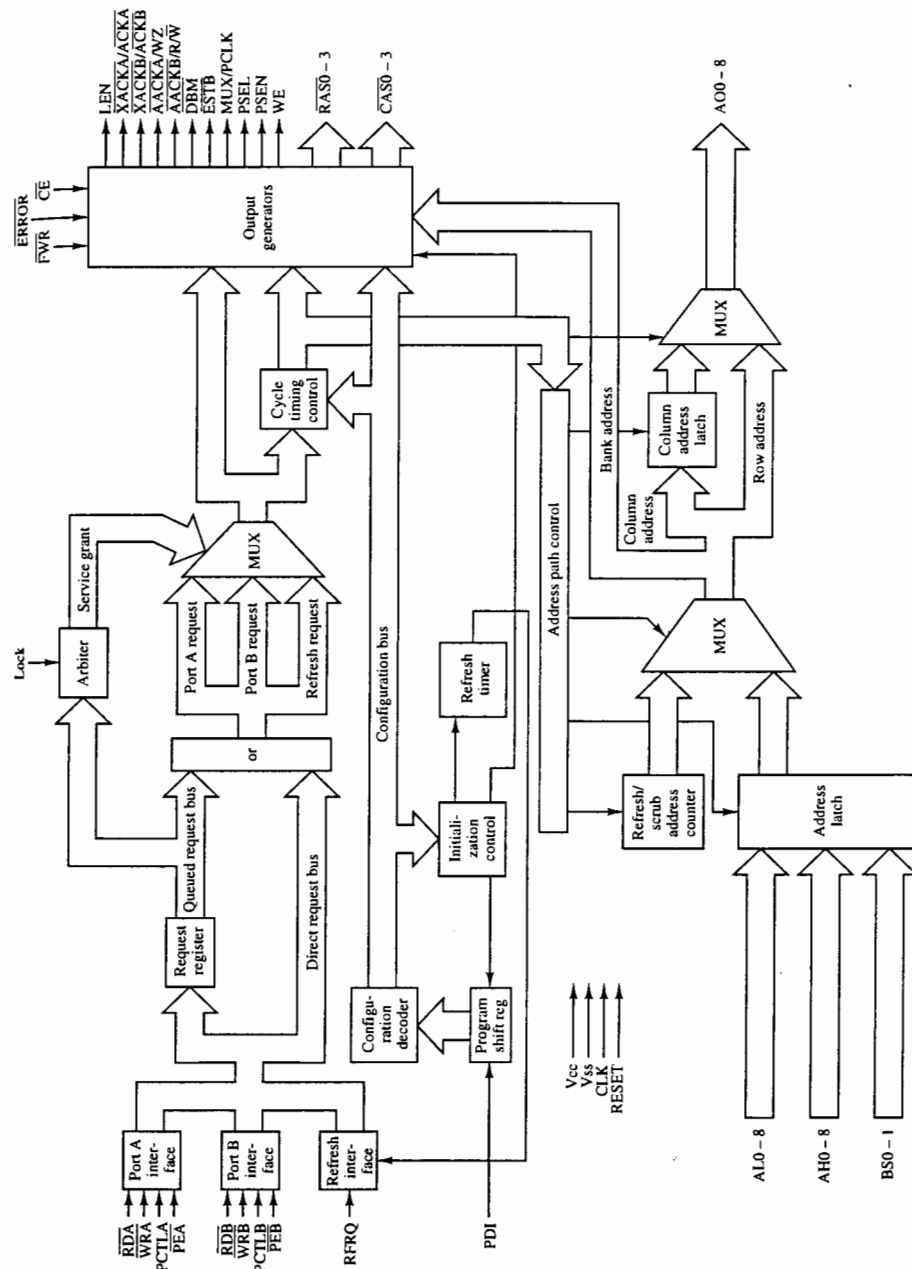 RDA
WRA
PCTLA
PEA
Port A
inter-
face
RDB
WRB
PCTLB
PEB
Port B
inter-
face
RFRQ
Refresh
inter-
face
PDI
Request
register
Queued request bus
Direct request bus
or
Lock
Arbiter
Service grant
Port A request
Port B request
Refresh request
MUX
Cycle
timing
control
Configu-
ration
decoder
Program
shift reg
Configuration bus
Initiali-
zation
control
Refresh
timer
FWR
ERROR
CE
Output
generators
LEN
XACKA/ACKA
XACKB/ACKB
AACKA/WZ
AACKB/R/W
DBM
ESTB
MUX/PCLK
PSEL
PSEN
WE
RAS0-3
CAS0-3
Address path control
Vcc
Vss
CLK
RESET
Refresh/
scrub
address
counter
Address
latch
AL0-8
AH0-8
BS0-1
MUX
Bank address
Column
address
Column
address
latch
Row address
MUX
AO0-8